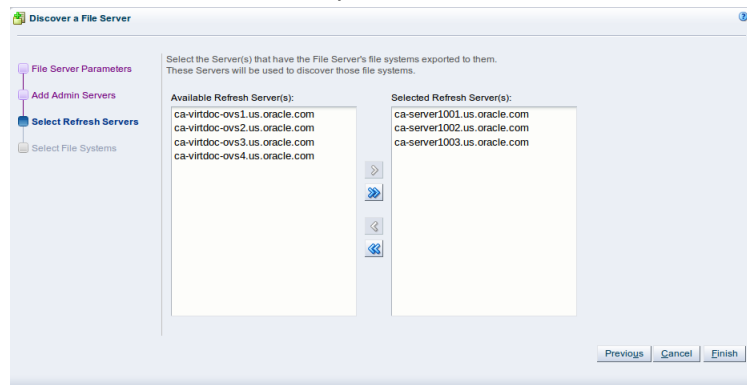 Discover a File Server
File Server Parameters
Add Admin Servers
Select Refresh Servers
Select File Systems
Select the Server(s) that have the File Server's file systems exported to them.
These Servers will be used to discover those file systems.
Available Refresh Server(s):
ca-virtdoc-ovs1.us.oracle.com
ca-virtdoc-ovs2.us.oracle.com
ca-virtdoc-ovs3.us.oracle.com
ca-virtdoc-ovs4.us.oracle.com
Selected Refresh Server(s):
ca-server1001.us.oracle.com
ca-server1002.us.oracle.com
ca-server1003.us.oracle.com
Previous Cancel Finish